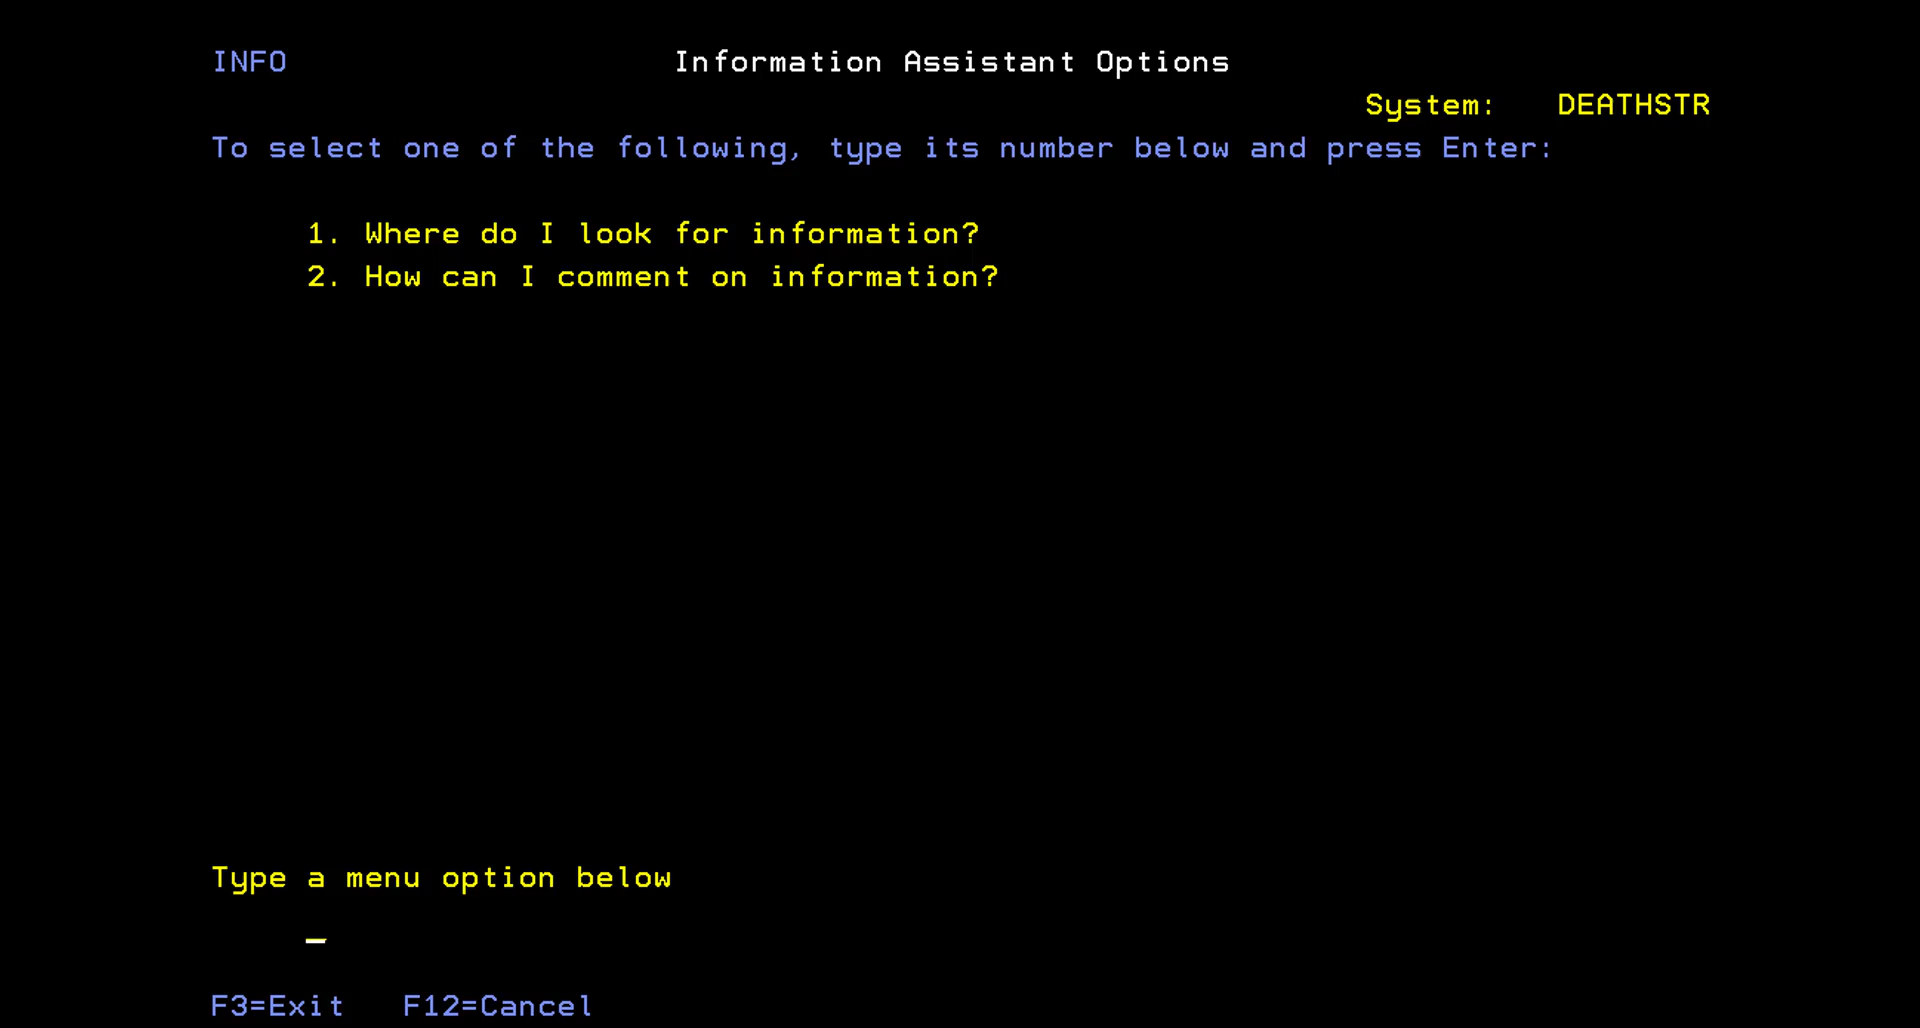 INFO Information Assistant Options
System: DEATHSTR
To select one of the following, type its number below and press Enter:
1. Where do I look for information?
2. How can I comment on information?
Type a menu option below
F3=Exit F12=Cancel